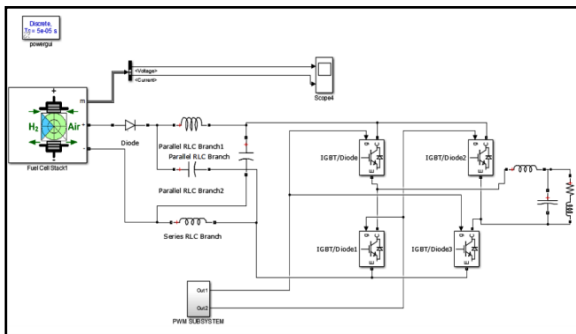 Discrete,
Ts = 5e-05 s
powergui
<Voltage>
<Current>
Scope4
m
+
-
H2
Air
Fuel Cell Stack1
Diode
Parallel RLC Branch1
Parallel RLC Branch
Parallel RLC Branch2
Series RLC Branch
IGBT/Diode
IGBT/Diode2
IGBT/Diode1
IGBT/Diode3
g
C
E
g
C
E
g
C
E
g
C
E
Out1
Out2
PWM SUBSYSTEM